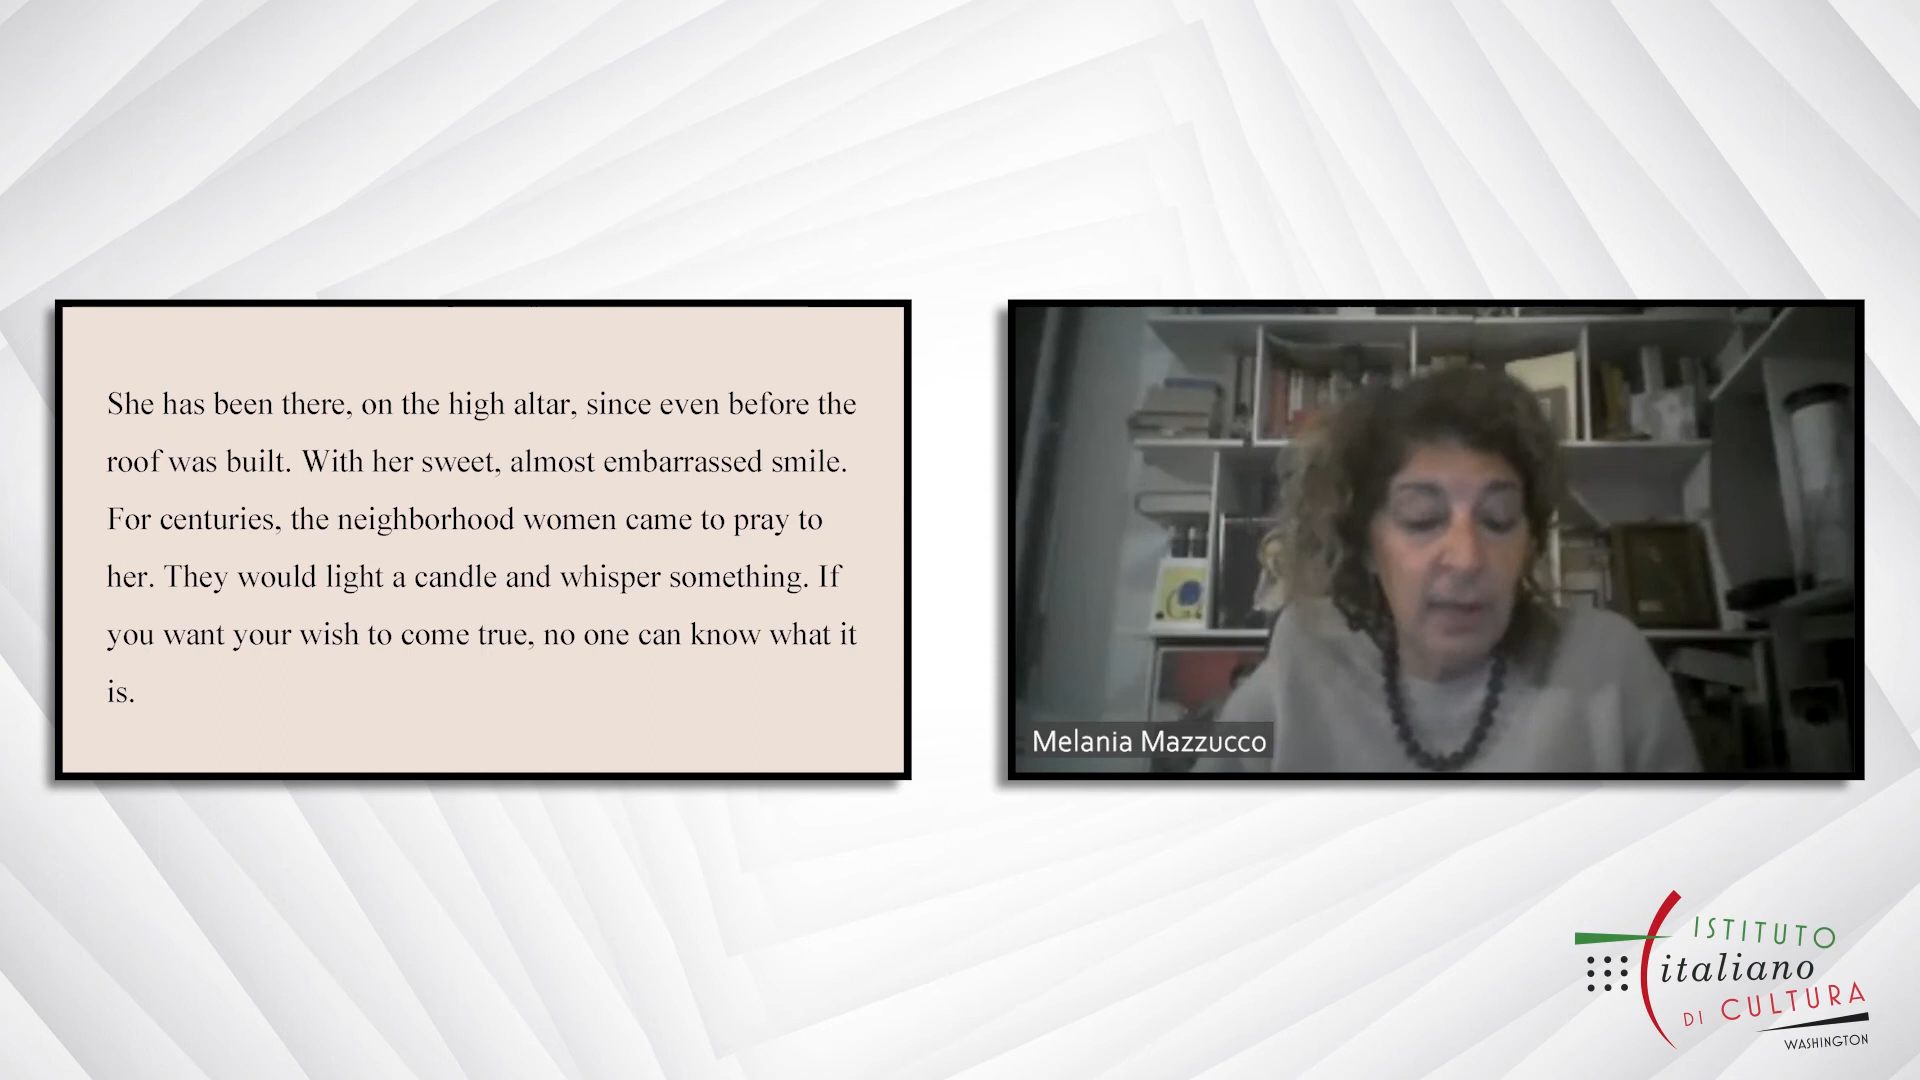 She has been there, on the high altar, since even before the
roof was built. With her sweet, almost embarrassed smile.
For centuries, the neighborhood women came to pray to
her. They would light a candle and whisper something. If
you want your wish to come true, no one can know what it
is.
Melania Mazzucco
ISTITUTO
italiano
DI CULTURA
WASHINGTON